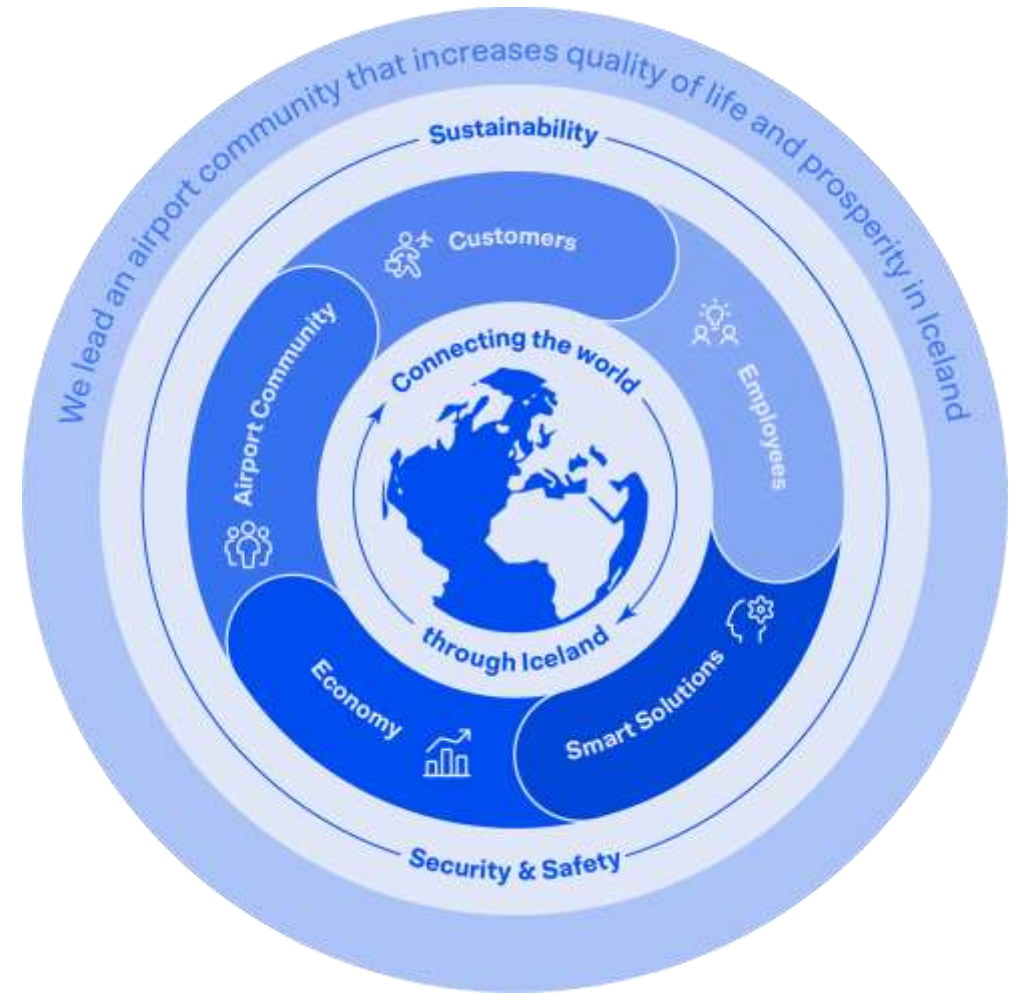 We lead an airport community that increases quality of life and prosperity in Iceland
Sustainability
Customers
Employees
Smart Solutions
Economy
Airport Community
Connecting the world
through Iceland
Security & Safety